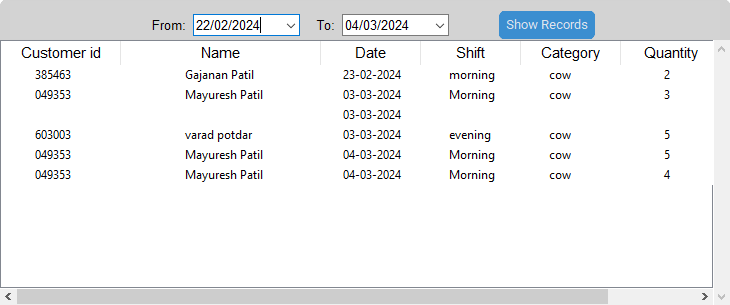 From: 22/02/2024 To: 04/03/2024 Show Records
Customer id Name Date Shift Category Quantity
385463 Gajanan Patil 23-02-2024 morning cow 2
049353 Mayuresh Patil 03-03-2024 Morning cow 3
03-03-2024
603003 varad potdar 03-03-2024 evening cow 5
049353 Mayuresh Patil 04-03-2024 Morning cow 5
049353 Mayuresh Patil 04-03-2024 Morning cow 4